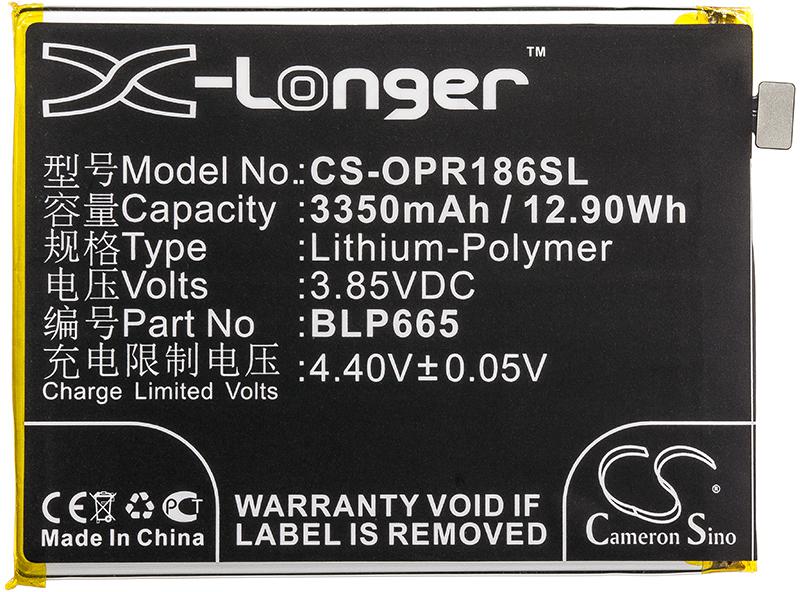 X-Longer™
型号Model No.:CS-OPR186SL
容量Capacity :3350mAh / 12.90Wh
规格Type :Lithium-Polymer
电压Volts :3.85VDC
编号Part No :BLP665
充电限制电压 :4.40V±0.05V
Charge Limited Volts
CE PCT
Made In China
WARRANTY VOID IF
LABEL IS REMOVED
CS®
Cameron Sino